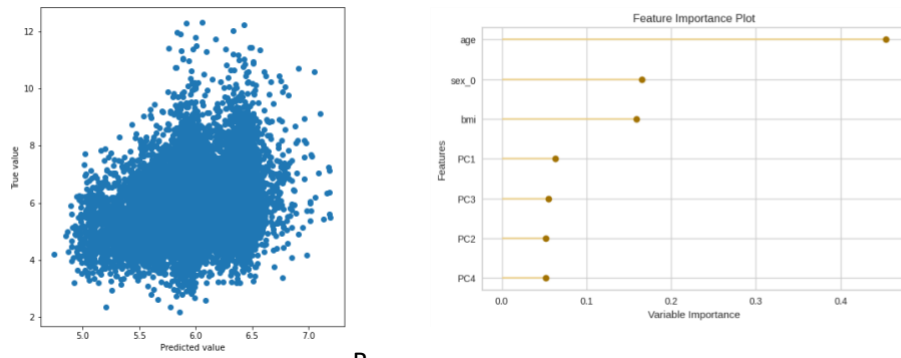 12
10
8
6
4
2
True value
5.0 5.5 6.0 6.5 7.0
Predicted value
Feature Importance Plot
age
sex_0
bmi
PC1
PC3
PC2
PC4
Features
0.0 0.1 0.2 0.3 0.4
Variable Importance